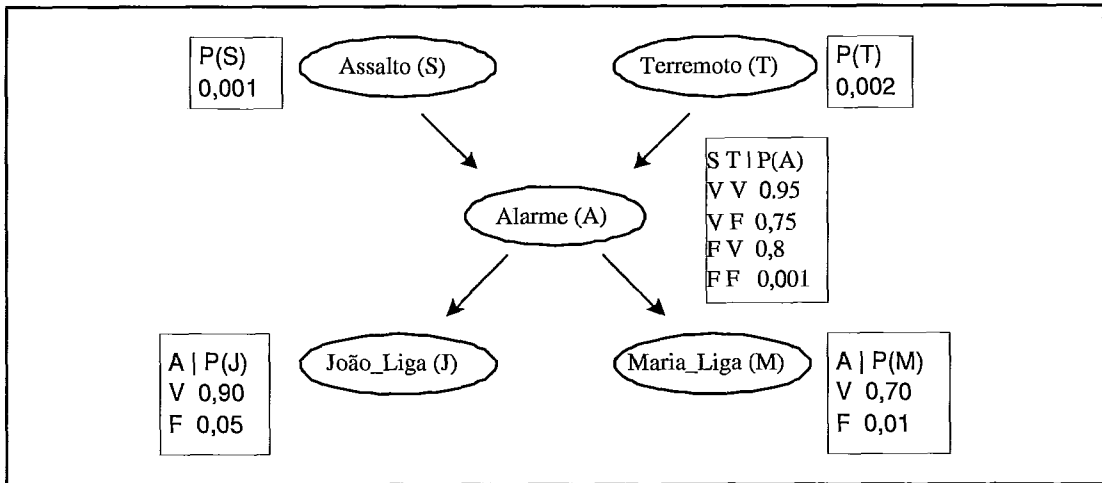 P(S)
0,001
Assalto (S)
Terremoto (T)
P(T)
0,002
S T | P(A)
V V 0.95
V F 0,75
F V 0,8
F F 0,001
Alarme (A)
A | P(J)
V 0,90
F 0,05
João_Liga (J)
Maria_Liga (M)
A | P(M)
V 0,70
F 0,01